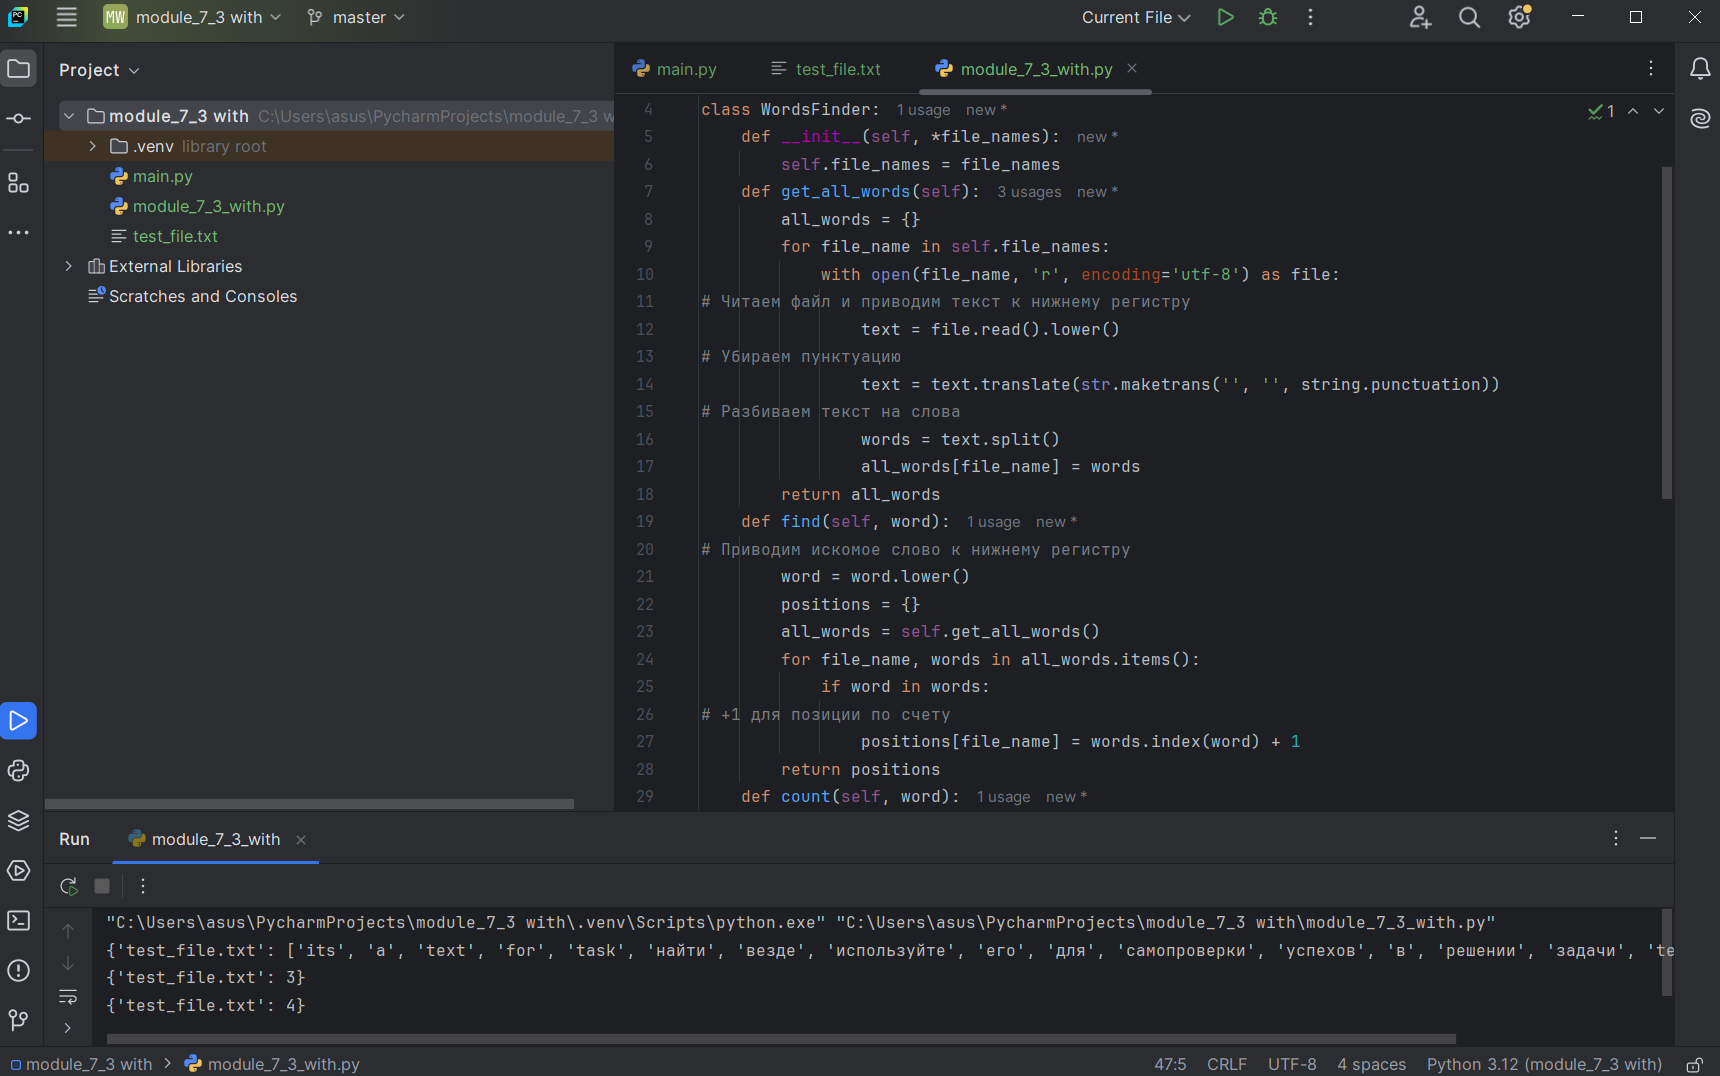 PC MW module_7_3 with master Current File
Project
main.py test_file.txt module_7_3_with.py
module_7_3 with C:\Users\asus\PycharmProjects\module_7_3 w
.venv library root
main.py
module_7_3_with.py
test_file.txt
External Libraries
Scratches and Consoles
4 class WordsFinder: 1 usage new *
1
5 def __init__(self, *file_names): new *
6 self.file_names = file_names
7 def get_all_words(self): 3 usages new *
8 all_words = {}
9 for file_name in self.file_names:
10 with open(file_name, 'r', encoding='utf-8') as file:
11 # Читаем файл и приводим текст к нижнему регистру
12 text = file.read().lower()
13 # Убираем пунктуацию
14 text = text.translate(str.maketrans('', '', string.punctuation))
15 # Разбиваем текст на слова
16 words = text.split()
17 all_words[file_name] = words
18 return all_words
19 def find(self, word): 1 usage new *
20 # Приводим искомое слово к нижнему регистру
21 word = word.lower()
22 positions = {}
23 all_words = self.get_all_words()
24 for file_name, words in all_words.items():
25 if word in words:
26 # +1 для позиции по счету
27 positions[file_name] = words.index(word) + 1
28 return positions
29 def count(self, word): 1 usage new *
Run module_7_3_with
"C:\Users\asus\PycharmProjects\module_7_3 with\.venv\Scripts\python.exe" "C:\Users\asus\PycharmProjects\module_7_3 with\module_7_3_with.py"
{'test_file.txt': ['its', 'a', 'text', 'for', 'task', 'найти', 'везде', 'используйте', 'его', 'для', 'самопроверки', 'успехов', 'в', 'решении', 'задачи', 'te
{'test_file.txt': 3}
{'test_file.txt': 4}
module_7_3 with > module_7_3_with.py 47:5 CRLF UTF-8 4 spaces Python 3.12 (module_7_3 with)